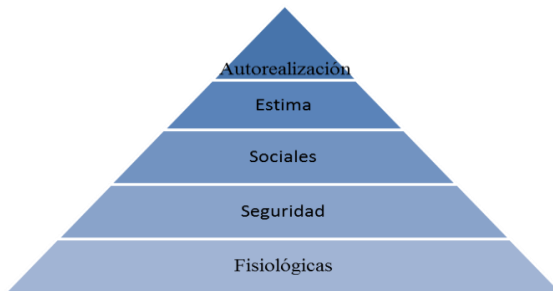 Autorealización
Estima
Sociales
Seguridad
Fisiológicas